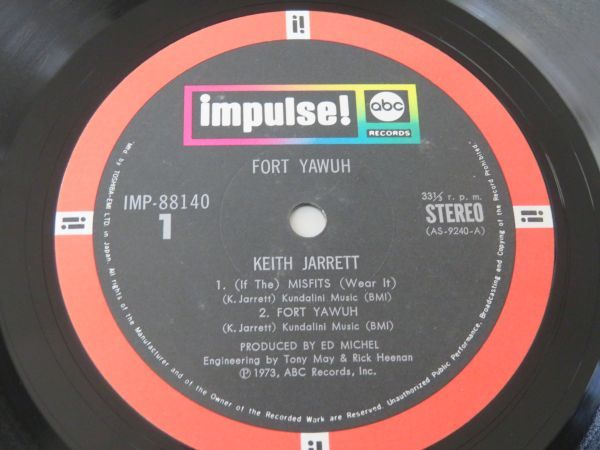 i!
impulse!
abc
RECORDS
FORT YAWUH
IMP-88140
1
33⅓ r. p. m.
STEREO
(AS-9240-A)
i!
i!
KEITH JARRETT
1. (If The) MISFITS (Wear It)
(K. Jarrett) Kundalini Music (BMI)
2. FORT YAWUH
(K. Jarrett) Kundalini Music (BMI)
PRODUCED BY ED MICHEL
Engineering by Tony May & Rick Heenan
Ⓟ 1973, ABC Records, Inc.
i!
Mfd by TOSHIBA-EMI LTD. in Japan. All rights of the Manufacturer and of the Owner of the Recorded Work are Reserved. Unauthorized Public Performance, Broadcasting and Copying of the Record Prohibited.